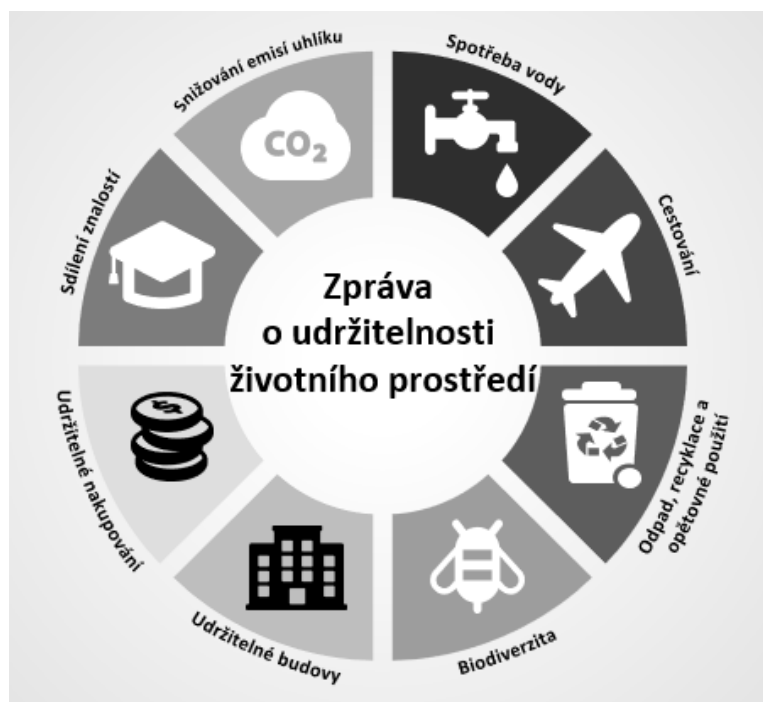 Snižování emisí uhlíku
Spotřeba vody
Cestování
Odpad, recyklace a
opětovné použití
Biodiverzita
Udržitelné budovy
Udržitelné nakupování
Sdílení znalostí
CO₂
$
Zpráva
o udržitelnosti
životního prostředí